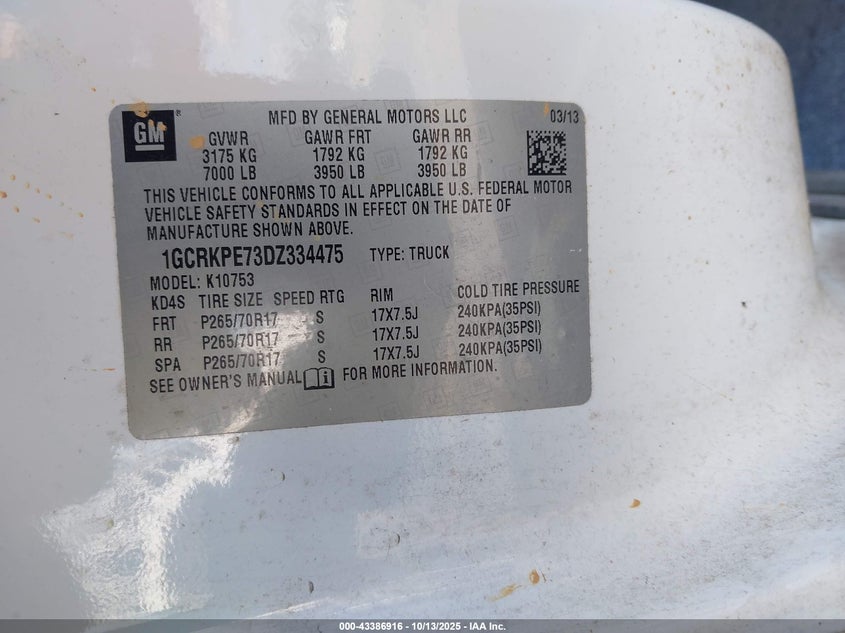 GM
MFD BY GENERAL MOTORS LLC 03/13
GVWR GAWR FRT GAWR RR
3175 KG 1792 KG 1792 KG
7000 LB 3950 LB 3950 LB
THIS VEHICLE CONFORMS TO ALL APPLICABLE U.S. FEDERAL MOTOR
VEHICLE SAFETY STANDARDS IN EFFECT ON THE DATE OF
MANUFACTURE SHOWN ABOVE.
1GCRKPE73DZ334475 TYPE: TRUCK
MODEL: K10753
KD4S TIRE SIZE SPEED RTG RIM COLD TIRE PRESSURE
FRT P265/70R17 S 17X7.5J 240KPA(35PSI)
RR P265/70R17 S 17X7.5J 240KPA(35PSI)
SPA P265/70R17 S 17X7.5J 240KPA(35PSI)
SEE OWNER'S MANUAL FOR MORE INFORMATION.
000-43386916 - 10/13/2025 - IAA Inc.